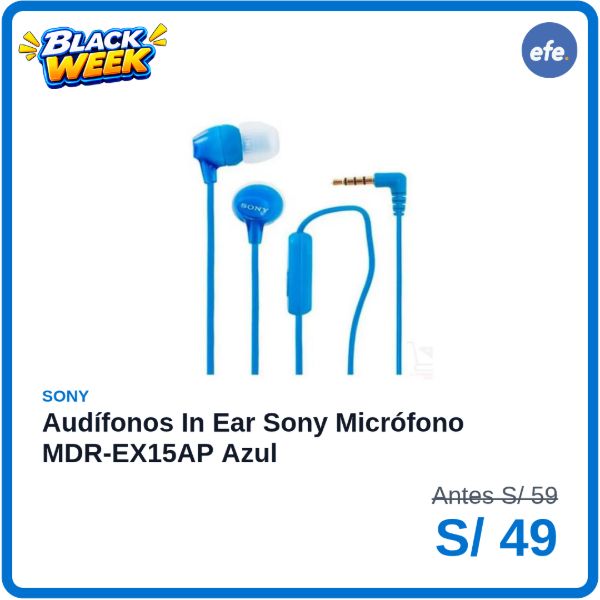 BLACK
WEEK
efe.
SONY
SONY
Audífonos In Ear Sony Micrófono
MDR-EX15AP Azul
Antes S/ 59
S/ 49